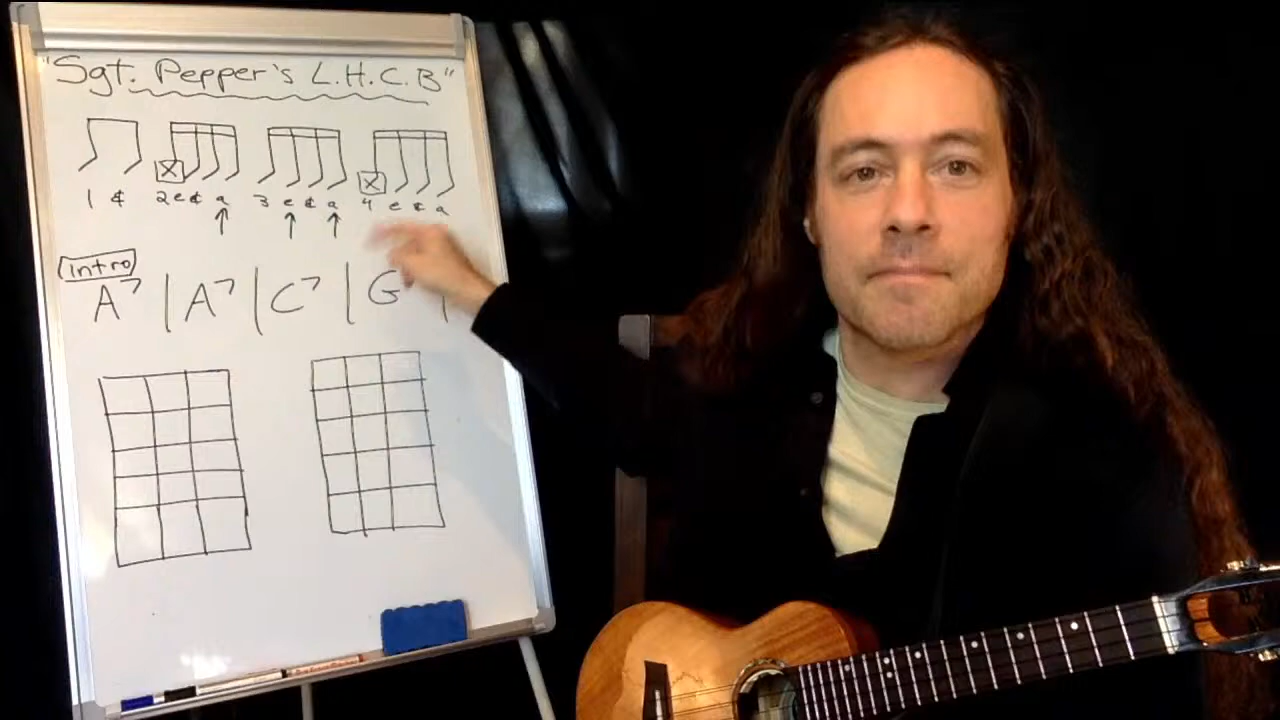 "Sgt. Pepper's L.H.C.B"
X X
1 & 2 e & a 3 e & a 4 e & a
Intro
A7 | A7 | C7 | G |